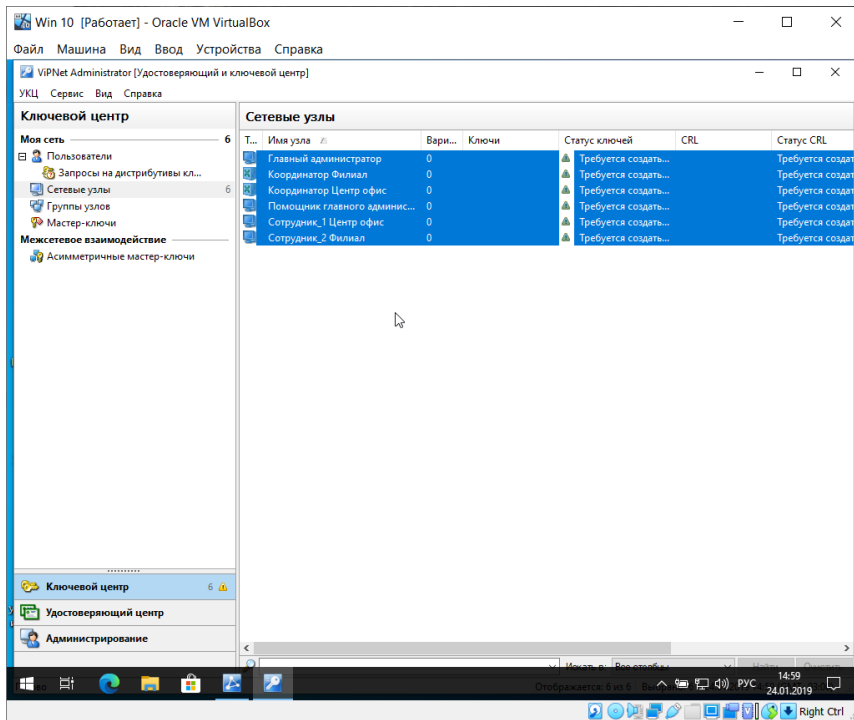 Win 10 [Работает] - Oracle VM VirtualBox
Файл Машина Вид Ввод Устройства Справка
ViPNet Administrator [Удостоверяющий и ключевой центр]
УКЦ Сервис Вид Справка
Ключевой центр
Моя сеть 6
Пользователи
Запросы на дистрибутивы кл...
Сетевые узлы 6
Группы узлов
Мастер-ключи
Межсетевое взаимодействие
Асимметричные мастер-ключи
Ключевой центр 6
Удостоверяющий центр
Администрирование
Сетевые узлы
Т... Имя узла Вари... Ключи Статус ключей CRL Статус CRL
Главный администратор 0 Требуется создать... Требуется создат
Координатор Филиал 0 Требуется создать... Требуется создат
Координатор Центр офис 0 Требуется создать... Требуется создат
Помощник главного админис... 0 Требуется создать... Требуется создат
Сотрудник_1 Центр офис 0 Требуется создать... Требуется создат
Сотрудник_2 Филиал 0 Требуется создать... Требуется создат
Искать в: Все столбцы Найти
Отображается: 6 из 6
РУС 14:59
24.01.2019
Right Ctrl